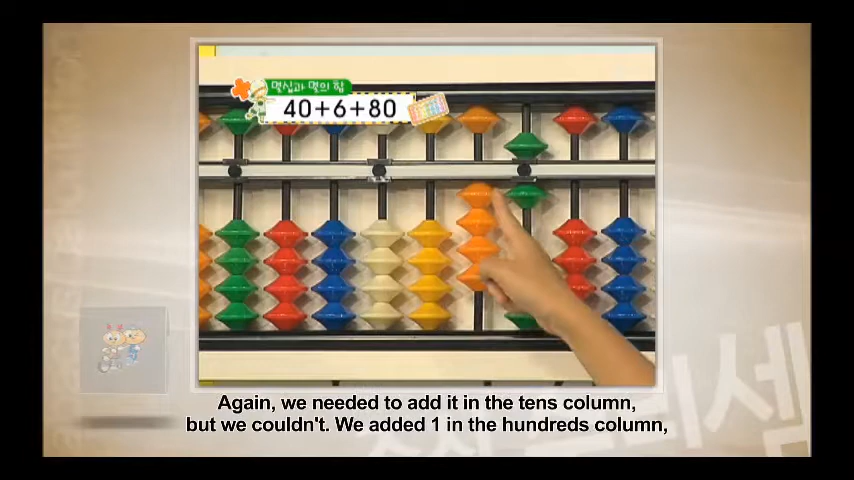 몇십과 몇의 합
40+6+80
Again, we needed to add it in the tens column,
but we couldn't. We added 1 in the hundreds column,